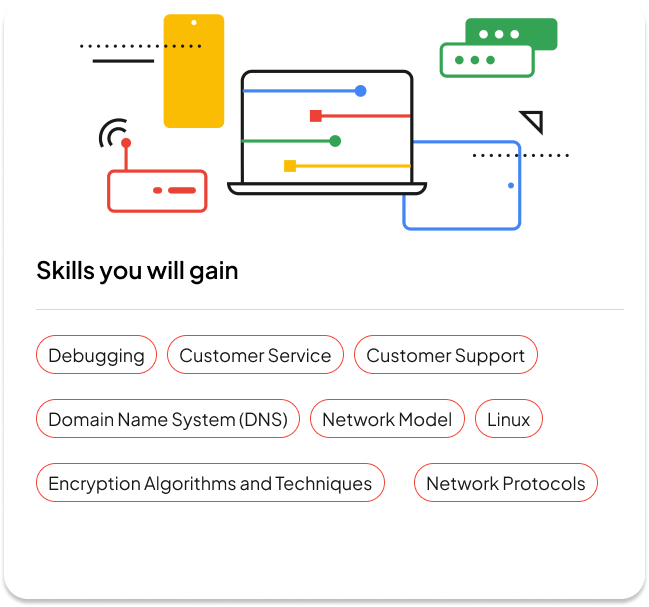 Skills you will gain
Debugging Customer Service Customer Support
Domain Name System (DNS) Network Model Linux
Encryption Algorithms and Techniques Network Protocols